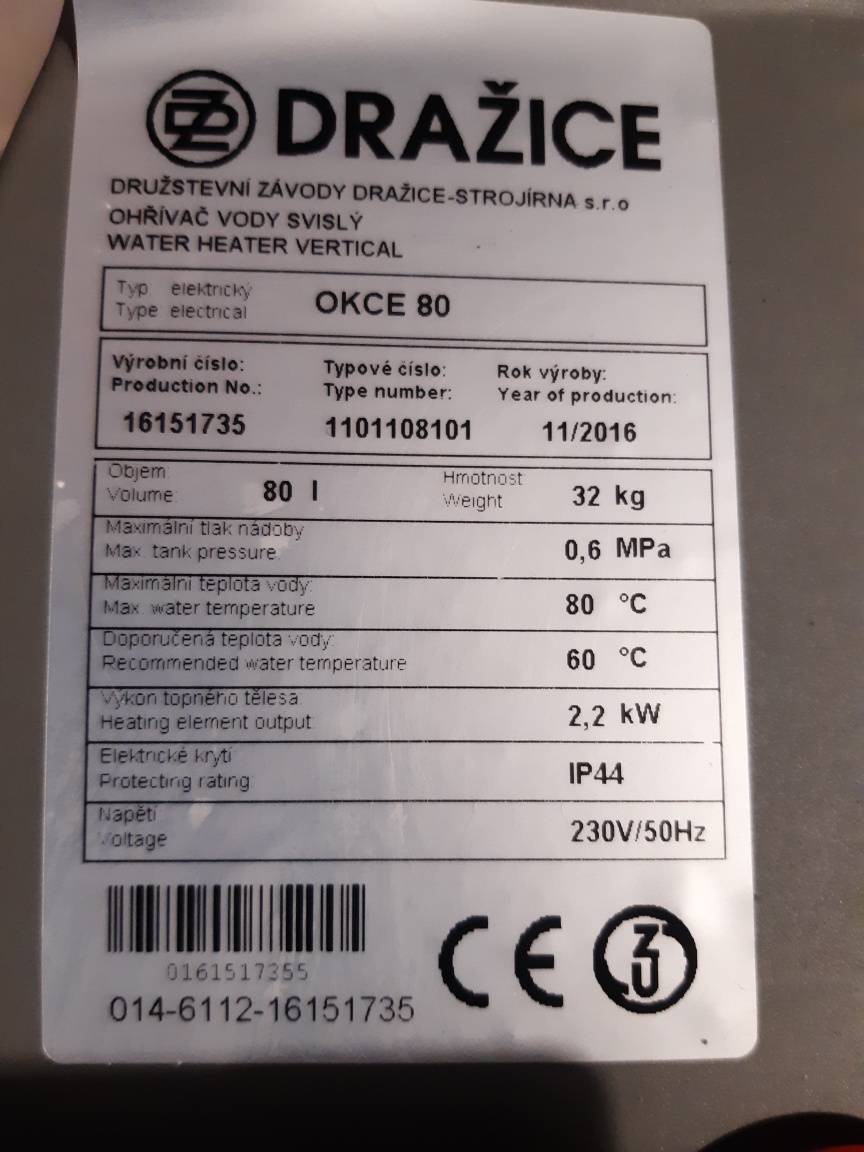 DRAŽICE
DRUŽSTEVNÍ ZÁVODY DRAŽICE-STROJÍRNA s.r.o
OHŘÍVAČ VODY SVISLÝ
WATER HEATER VERTICAL
Typ elektrický
Type electrical OKCE 80
Výrobní číslo: Typové číslo: Rok výroby:
Production No.: Type number: Year of production:
16151735 1101108101 11/2016
Objem Hmotnost
Volume: 80 l Weight 32 kg
Maximální tlak nádoby
Max. tank pressure 0,6 MPa
Maximální teplota vody:
Max. water temperature 80 °C
Doporučená teplota vody:
Recommended water temperature 60 °C
Výkon topného tělesa
Heating element output 2,2 kW
Elektrické krytí
Protecting rating IP44
Napětí
Voltage 230V/50Hz
0161517355
014-6112-16151735
CE